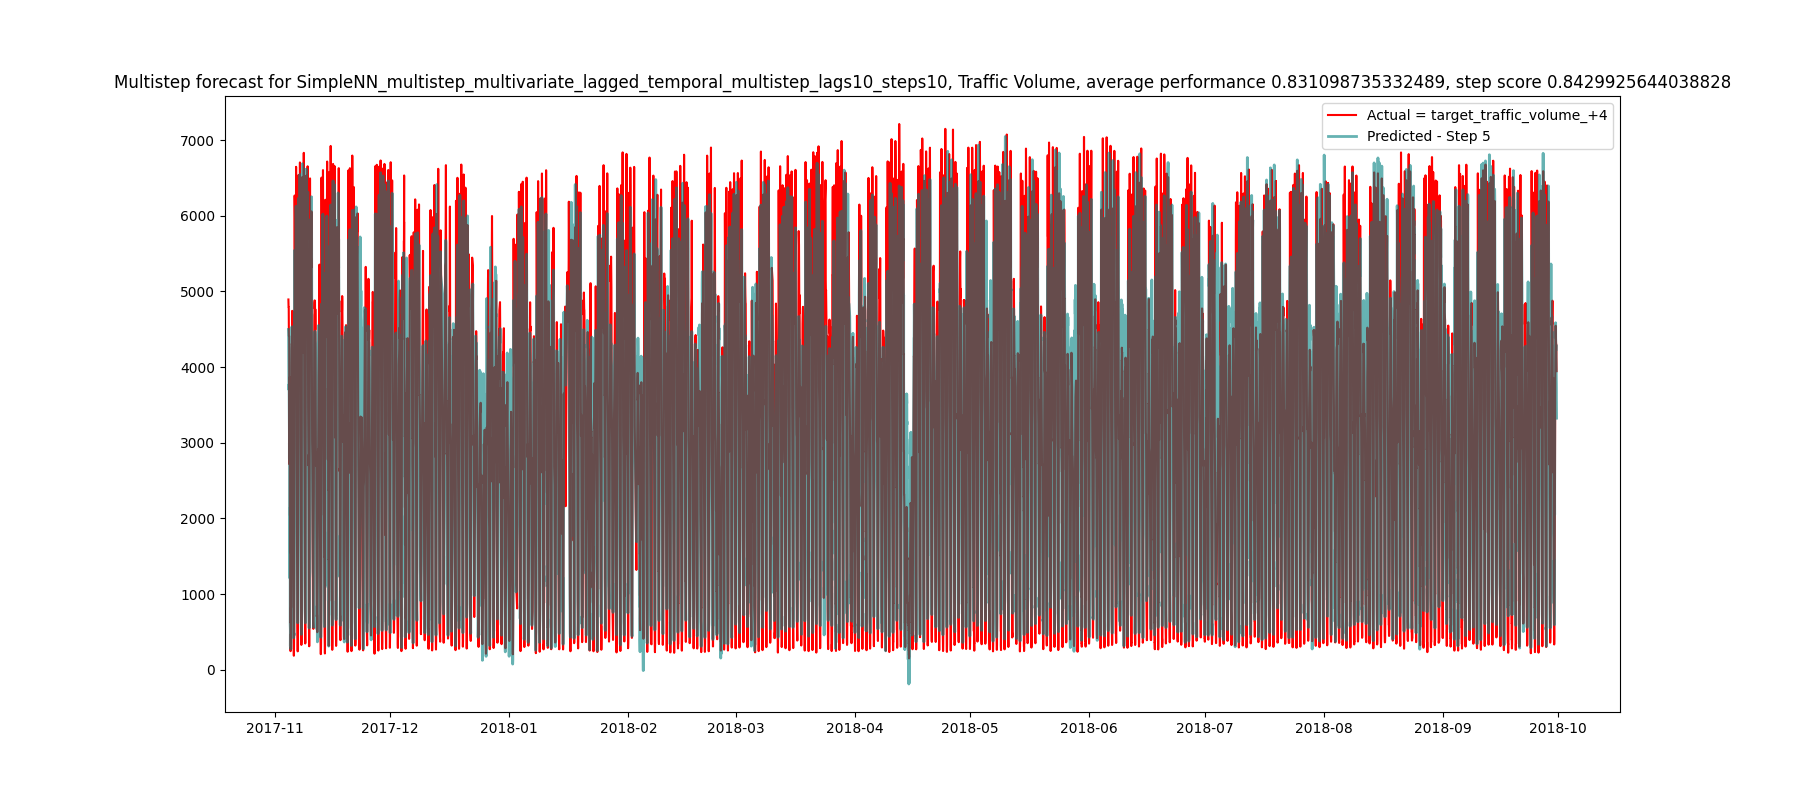 Multistep forecast for SimpleNN_multistep_multivariate_lagged_temporal_multistep_lags10_steps10, Traffic Volume, average performance 0.831098735332489, step score 0.8429925644038828
Actual = target_traffic_volume_+4
Predicted - Step 5
7000
6000
5000
4000
3000
2000
1000
0
2017-11 2017-12 2018-01 2018-02 2018-03 2018-04 2018-05 2018-06 2018-07 2018-08 2018-09 2018-10